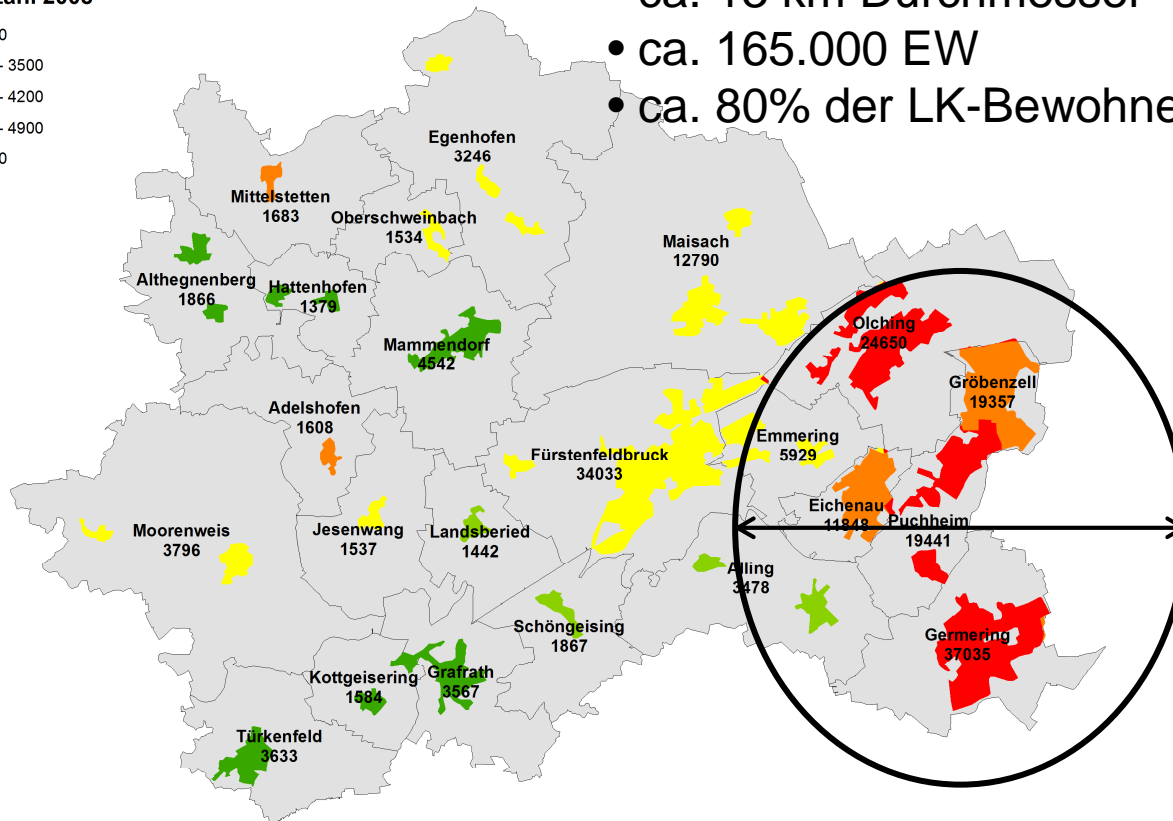 2008
- 3500
- 4200
- 4900
• ca. 165.000 EW
• ca. 80% der LK-Bewohne
Egenhofen
3246
Mittelstetten
1683
Oberschweinbach
1534
Maisach
12790
Althegnenberg
1866
Hattenhofen
1379
Mammendorf
4542
Olching
24650
Gröbenzell
19357
Adelshofen
1608
Emmering
5929
Fürstenfeldbruck
34033
Eichenau
11848
Puchheim
19441
Moorenweis
3796
Jesenwang
1537
Landsberied
1442
Alling
3478
Schöngeising
1867
Germering
37035
Kottgeisering
1584
Grafrath
3567
Türkenfeld
3633